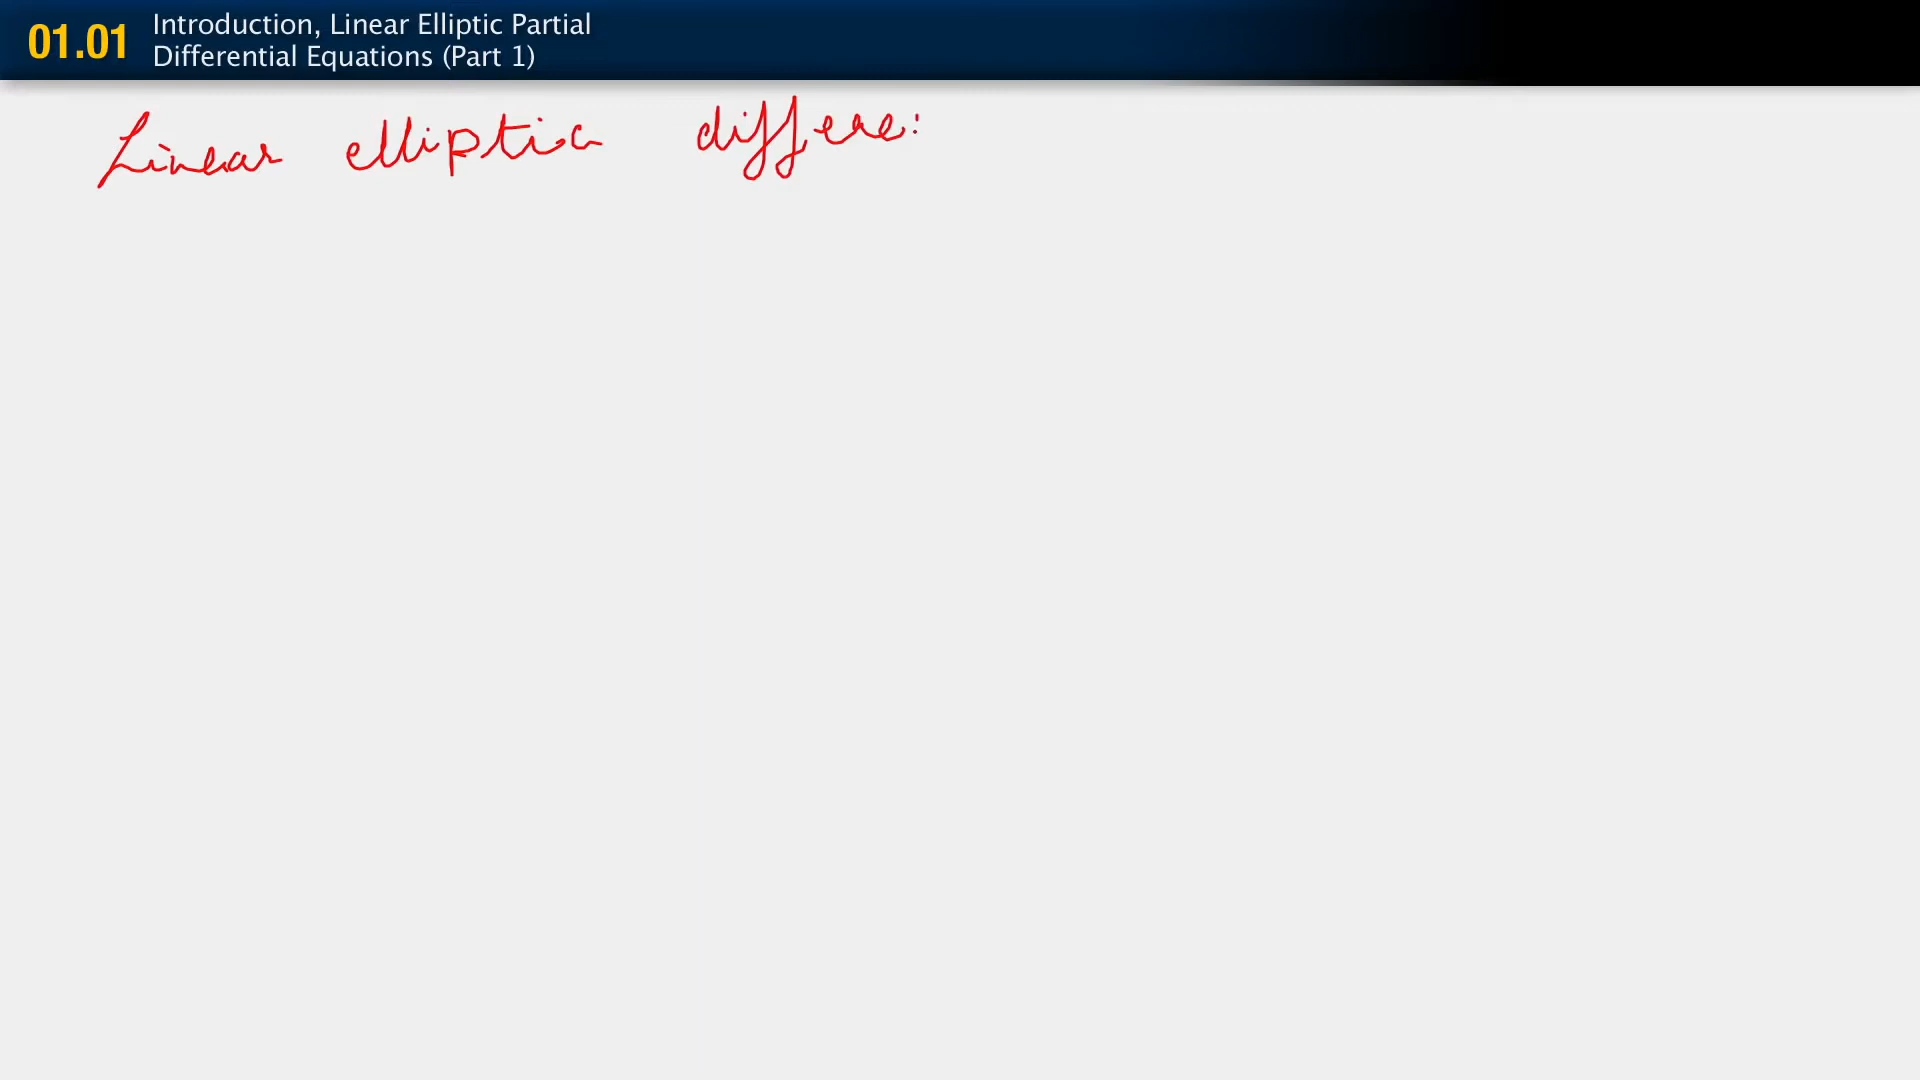 01.01
Introduction, Linear Elliptic Partial
Differential Equations (Part 1)
Linear elliptic differe